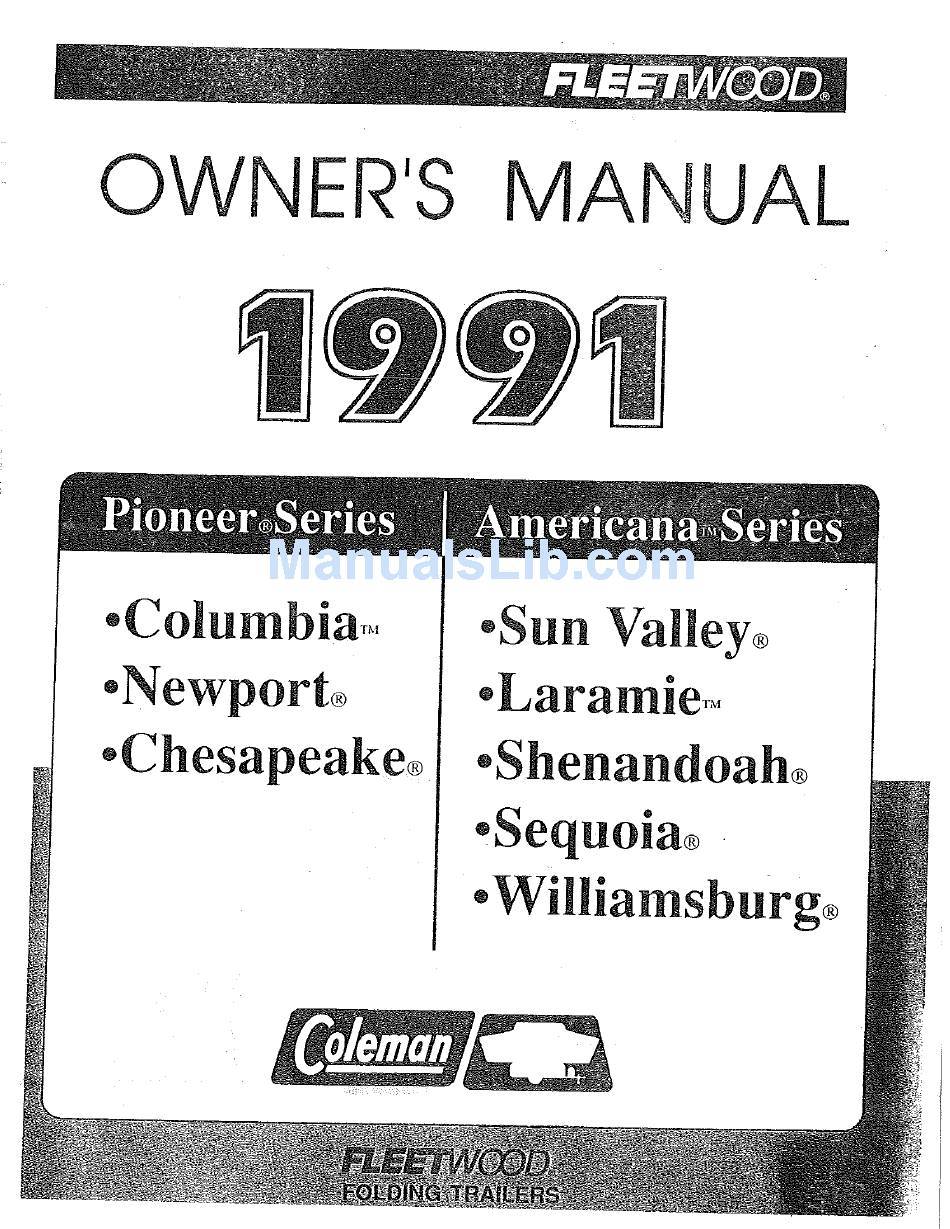 FLEETWOOD®
OWNER'S MANUAL
1991
Pioneer® Series
•Columbia™
•Newport®
•Chesapeake®
Americana™ Series
•Sun Valley®
•Laramie™
•Shenandoah®
•Sequoia®
•Williamsburg®
ManualsLib.com
Coleman
FLEETWOOD
FOLDING TRAILERS